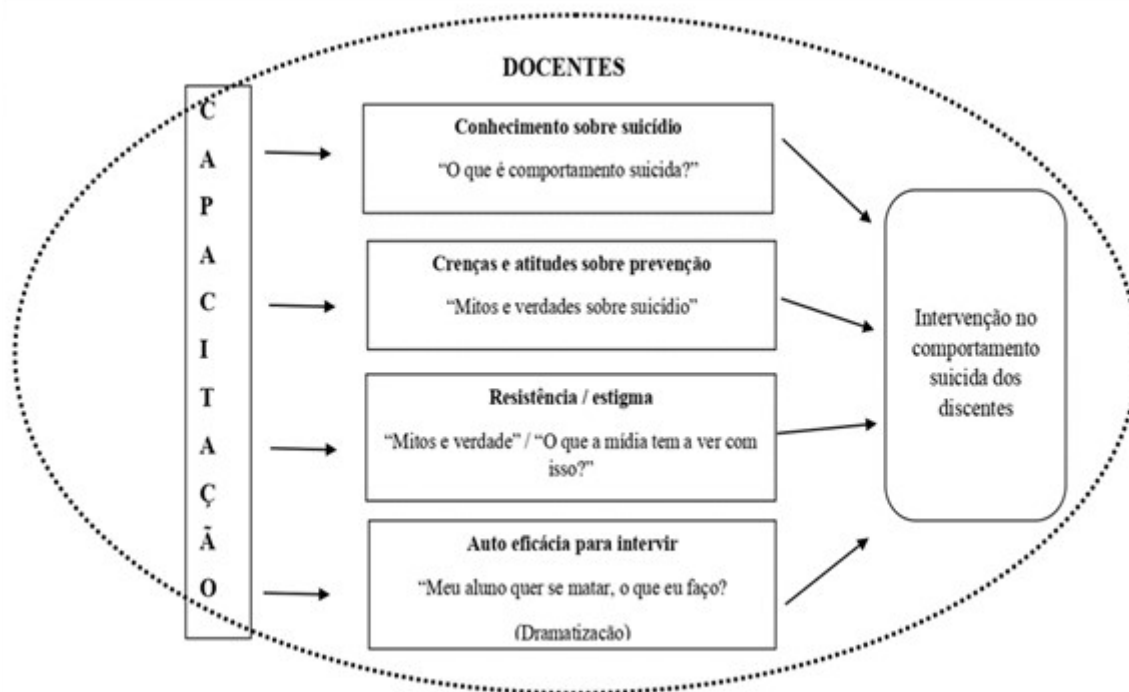 DOCENTES
CAPACITAÇÃO
Conhecimento sobre suicídio
“O que é comportamento suicida?”
Crenças e atitudes sobre prevenção
“Mitos e verdades sobre suicídio”
Resistência / estigma
“Mitos e verdade” / “O que a mídia tem a ver com
isso?”
Auto eficácia para intervir
“Meu aluno quer se matar, o que eu faço?
(Dramatização)
Intervenção no
comportamento
suicida dos
discentes